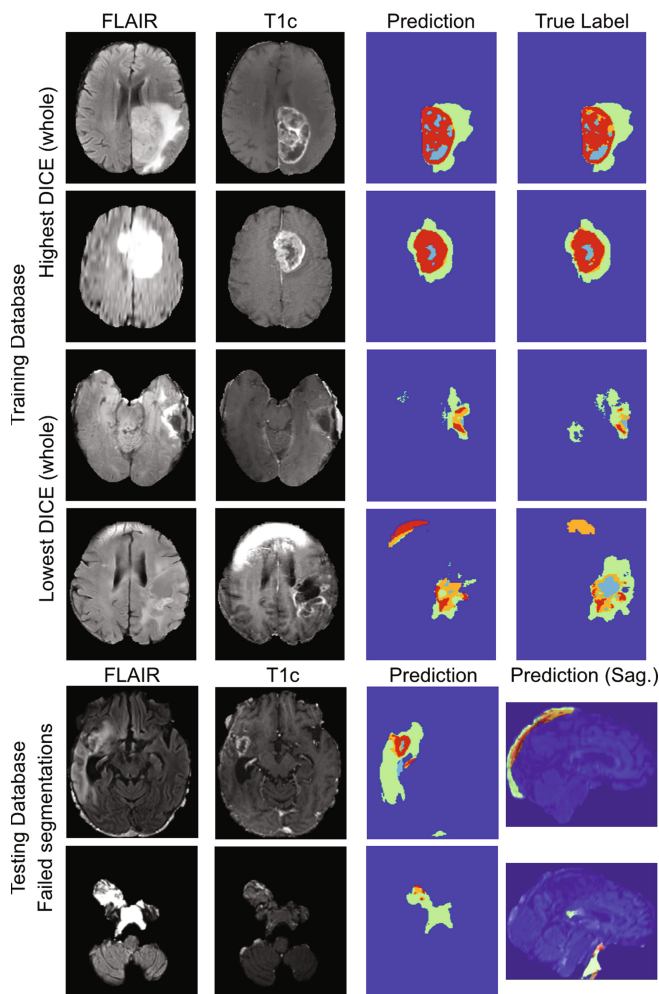 FLAIR T1c Prediction True Label
Training Database
Highest DICE (whole)
Lowest DICE (whole)
FLAIR T1c Prediction Prediction (Sag.)
Testing Database
Failed segmentations